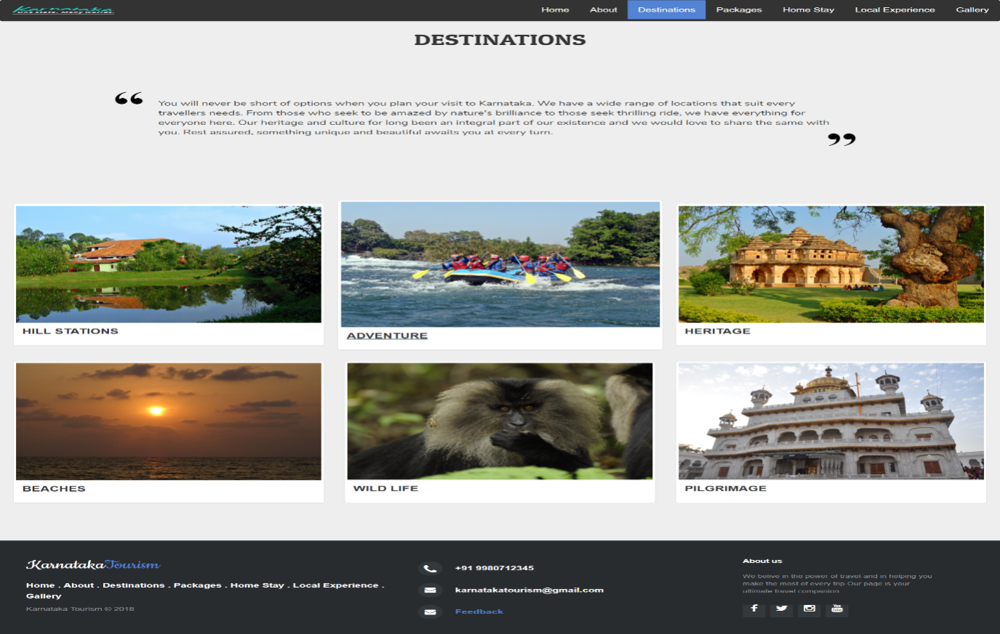 Karnataka
One state. Many worlds.
Home About Destinations Packages Home Stay Local Experience Gallery
DESTINATIONS
“
You will never be short of options when you plan your visit to Karnataka. We have a wide range of locations that suit every
travellers needs. From those who seek to be amazed by nature's brilliance to those seek thrilling ride, we have everything for
everyone here. Our heritage and culture for long been an integral part of our existence and we would love to share the same with
you. Rest assured, something unique and beautiful awaits you at every turn.
”
HILL STATIONS
ADVENTURE
HERITAGE
BEACHES
WILD LIFE
PILGRIMAGE
KarnatakaTourism
Home . About . Destinations . Packages . Home Stay . Local Experience .
Gallery
Karnataka Tourism © 2018
+91 9980712345
karnatakatourism@gmail.com
Feedback
About us
We belive in the power of travel-and in helping you
make the most of every trip.Our page is your
ultimate travel companion.
You
Tube